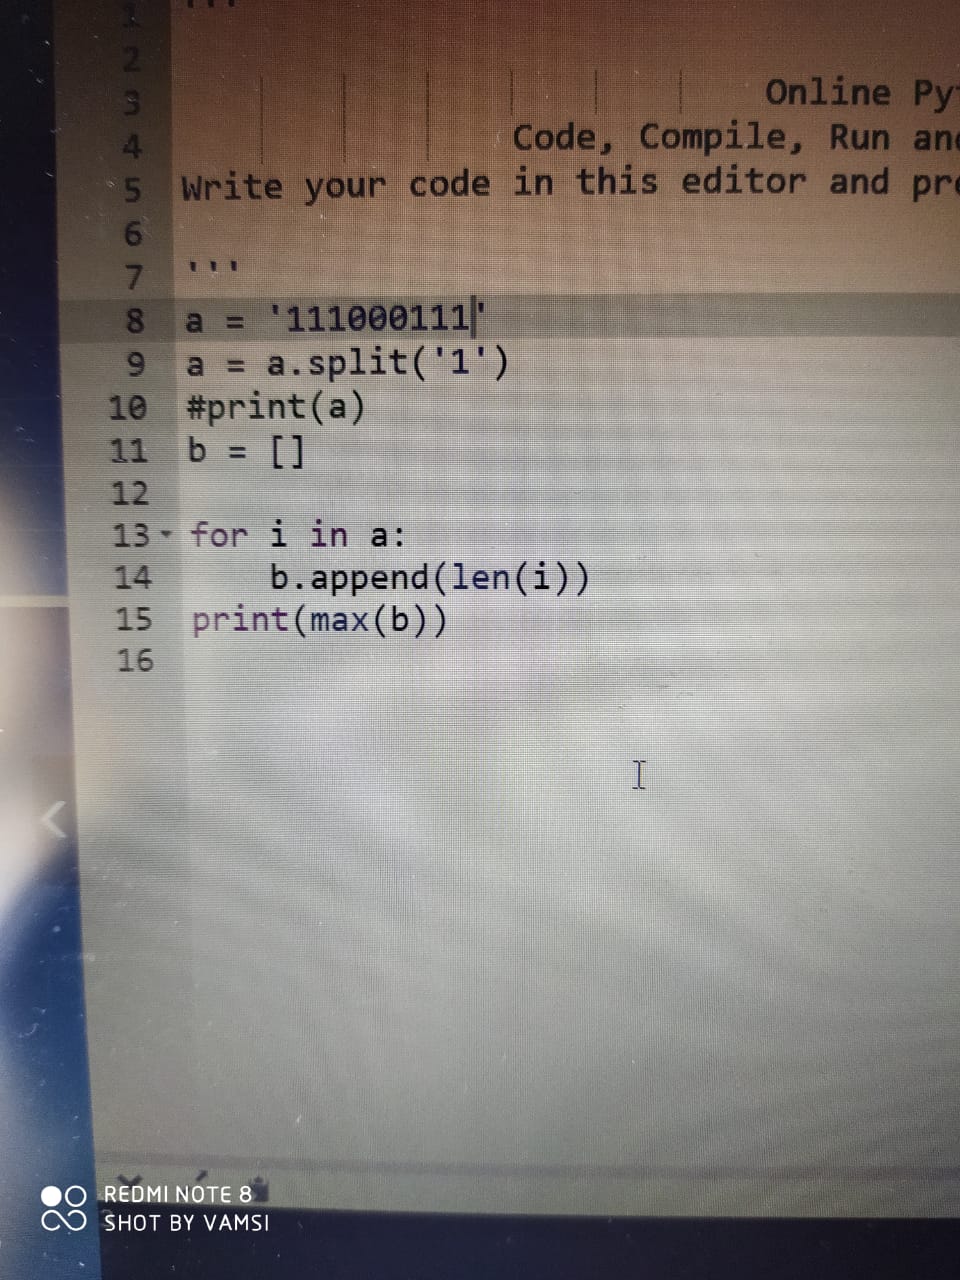 1 '''
2
3 Online Py
4 Code, Compile, Run an
5 Write your code in this editor and pre
6
7 '''
8 a = '111000111'
9 a = a.split('1')
10 #print(a)
11 b = []
12
13 for i in a:
14 b.append(len(i))
15 print(max(b))
16
REDMI NOTE 8
SHOT BY VAMSI